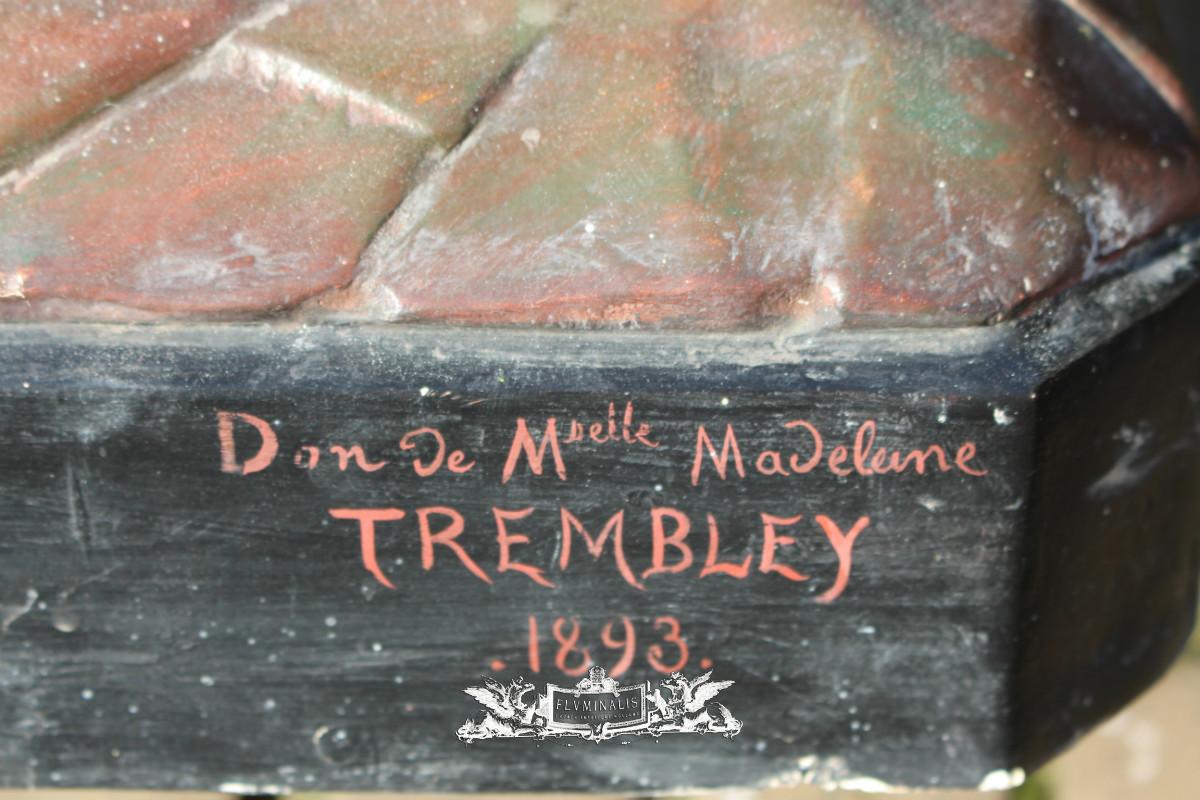 Don de Mselle Madeleine
TREMBLEY
.1893.
FLVMINALIS